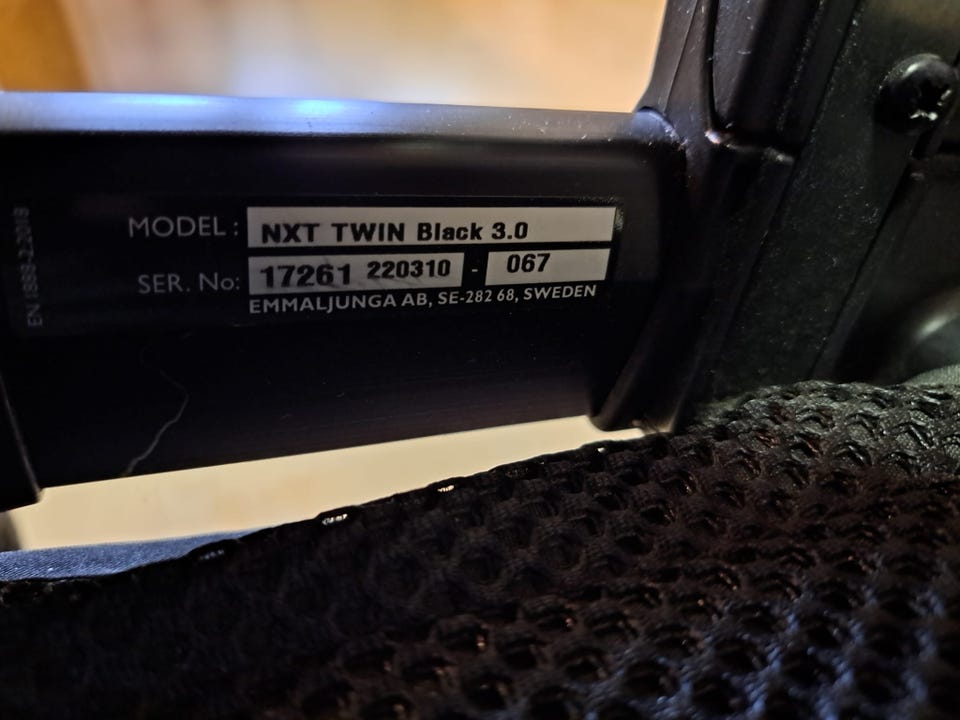 MODEL: NXT TWIN Black 3.0
SER. No: 17261 220310 - 067
EMMALJUNGA AB, SE-282 68, SWEDEN
EN 1888-2:2018